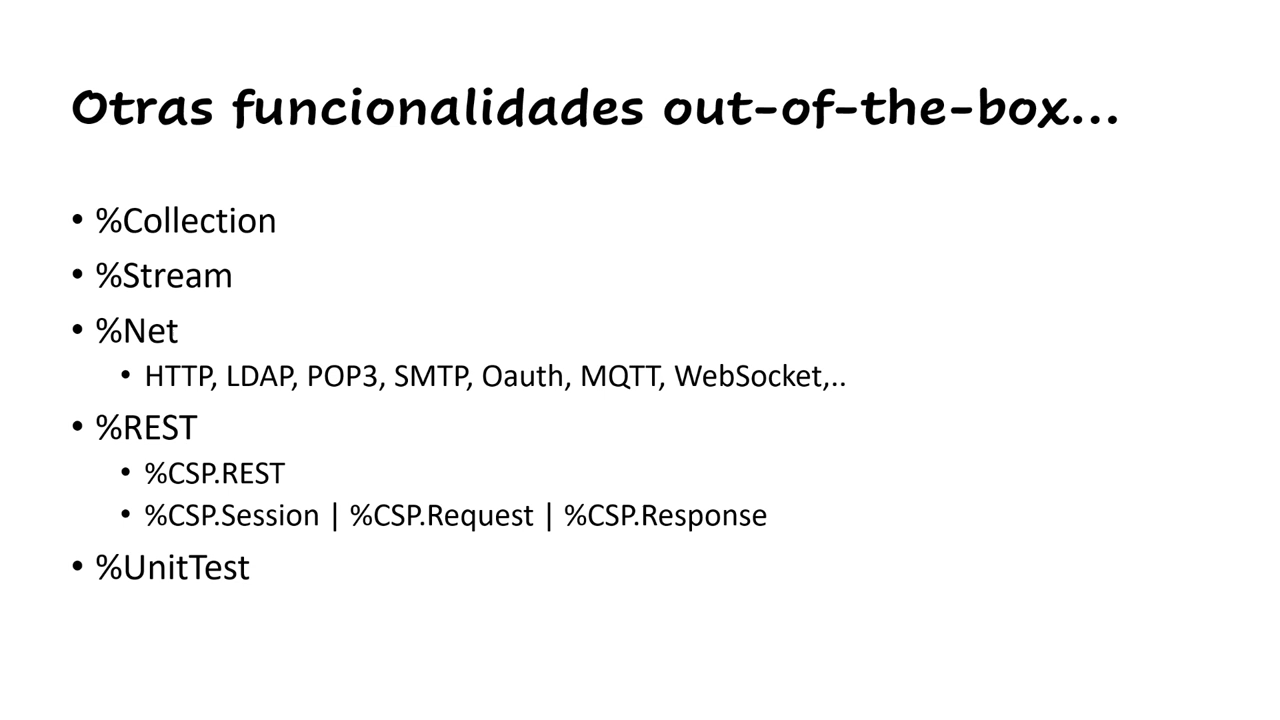 Otras funcionalidades out-of-the-box...
• %Collection
• %Stream
• %Net
• HTTP, LDAP, POP3, SMTP, Oauth, MQTT, WebSocket,..
• %REST
• %CSP.REST
• %CSP.Session | %CSP.Request | %CSP.Response
• %UnitTest